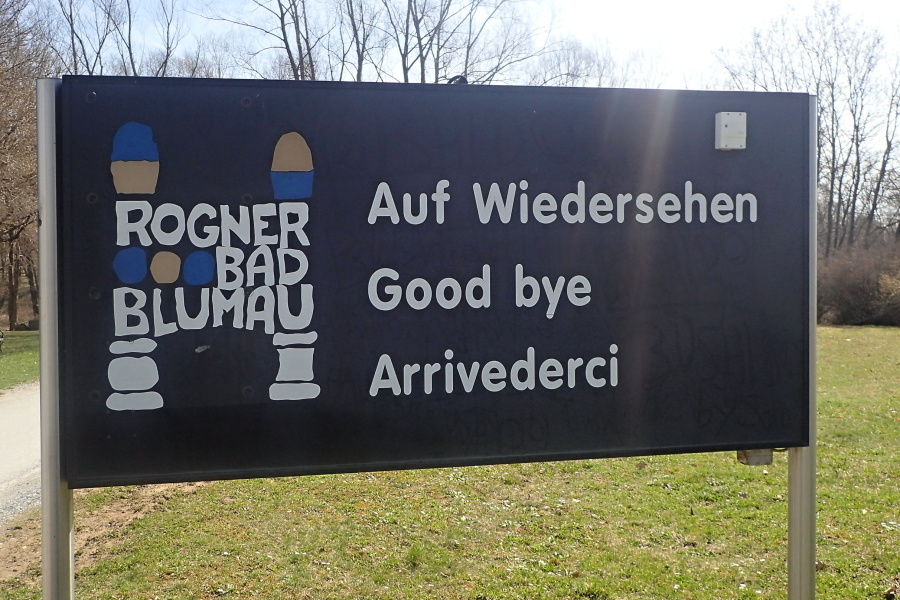 ROGNER
BAD
BLUMAU
Auf Wiedersehen
Good bye
Arrivederci